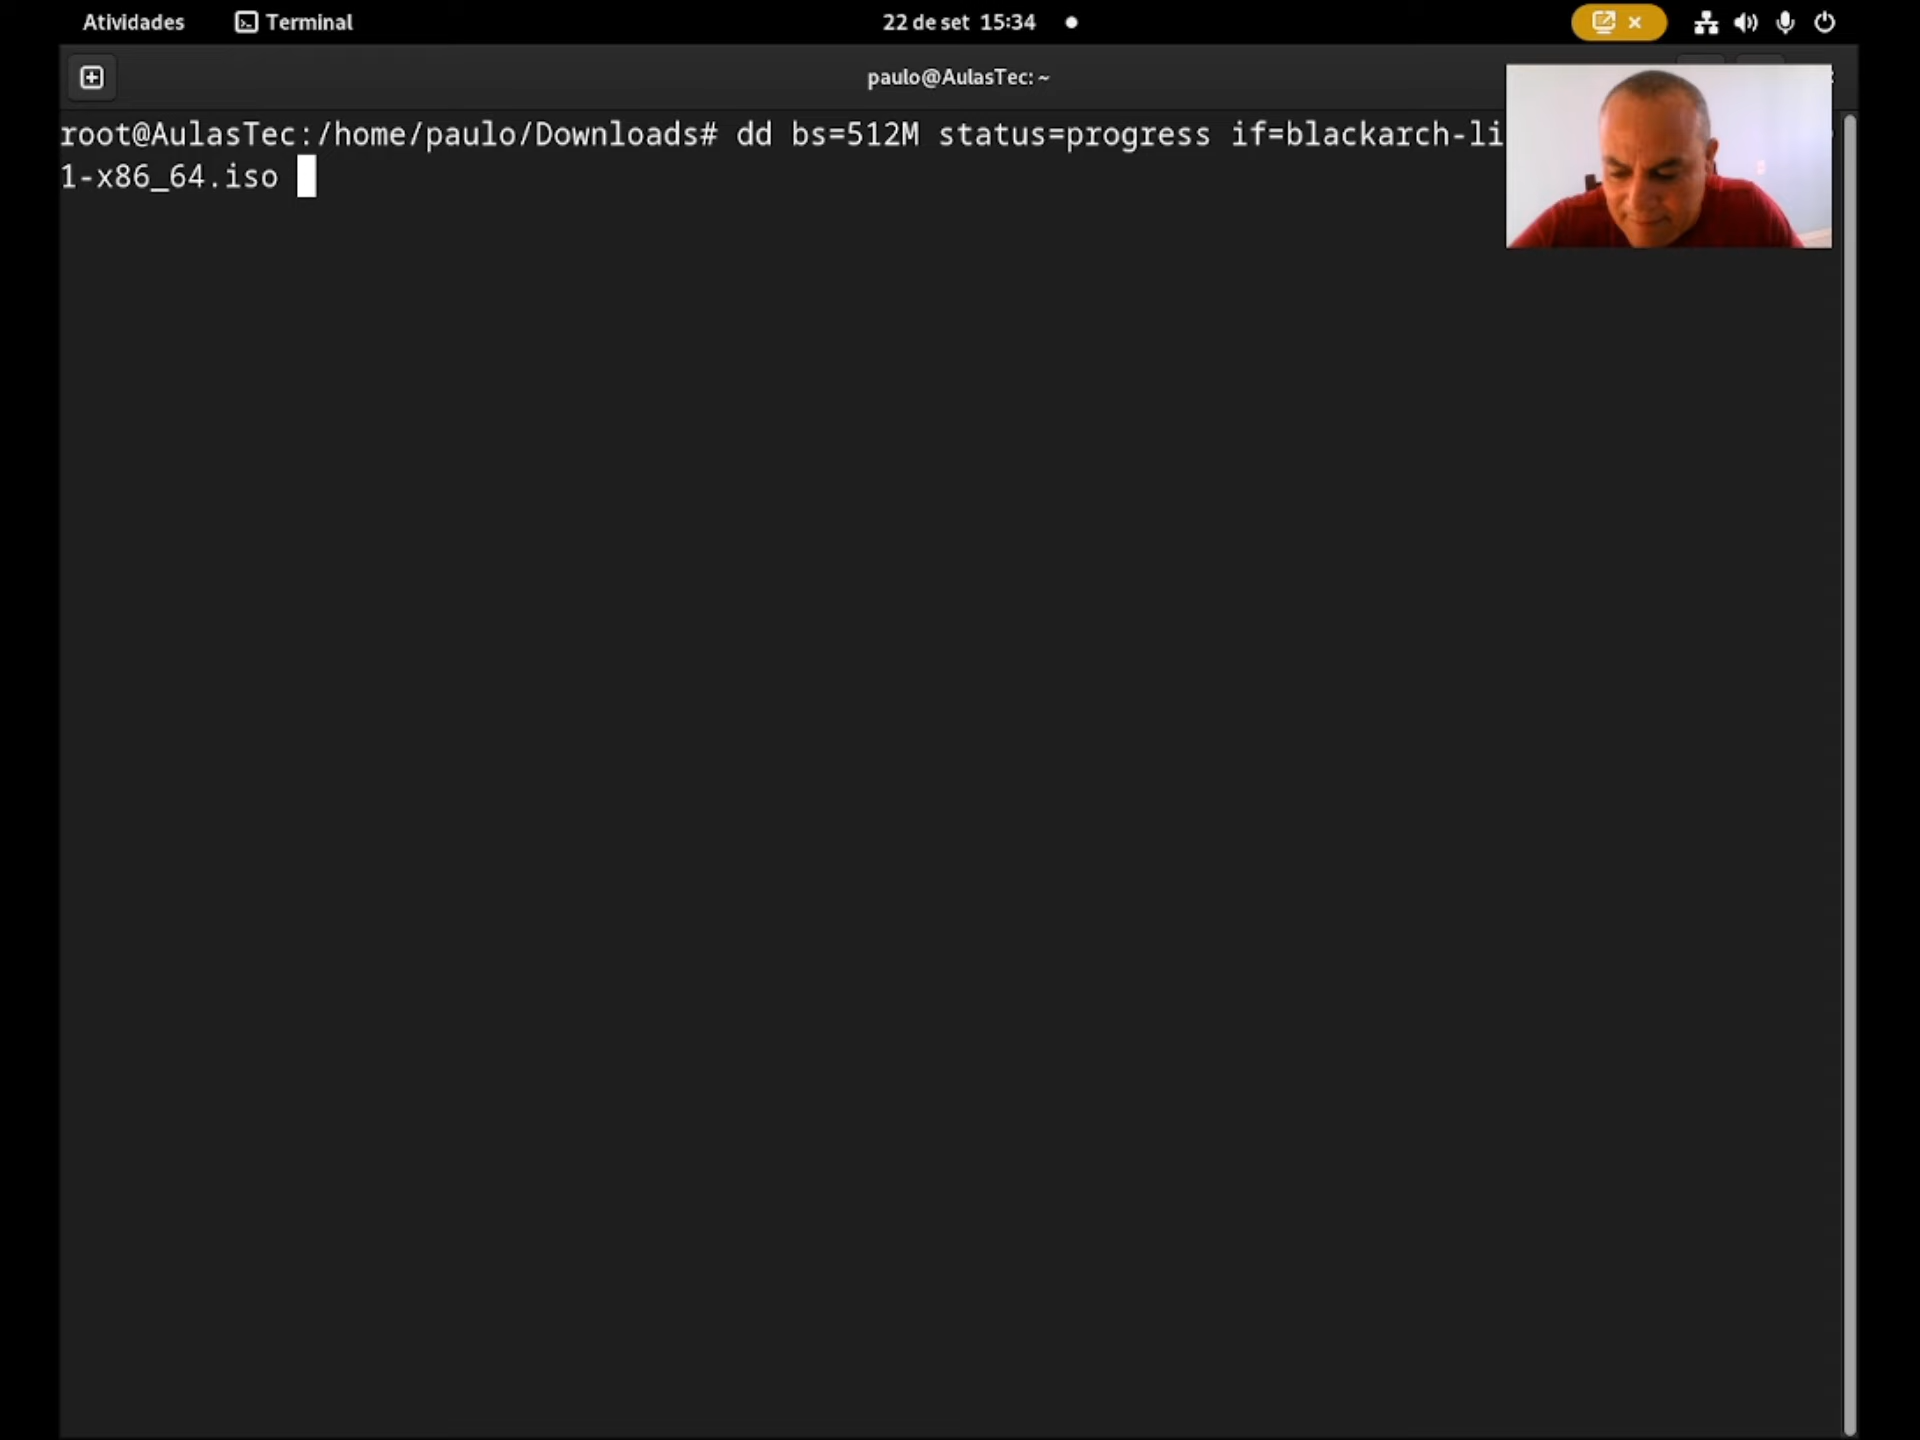 Atividades Terminal 22 de set 15:34
paulo@AulasTec: ~
root@AulasTec:/home/paulo/Downloads# dd bs=512M status=progress if=blackarch-li
1-x86_64.iso